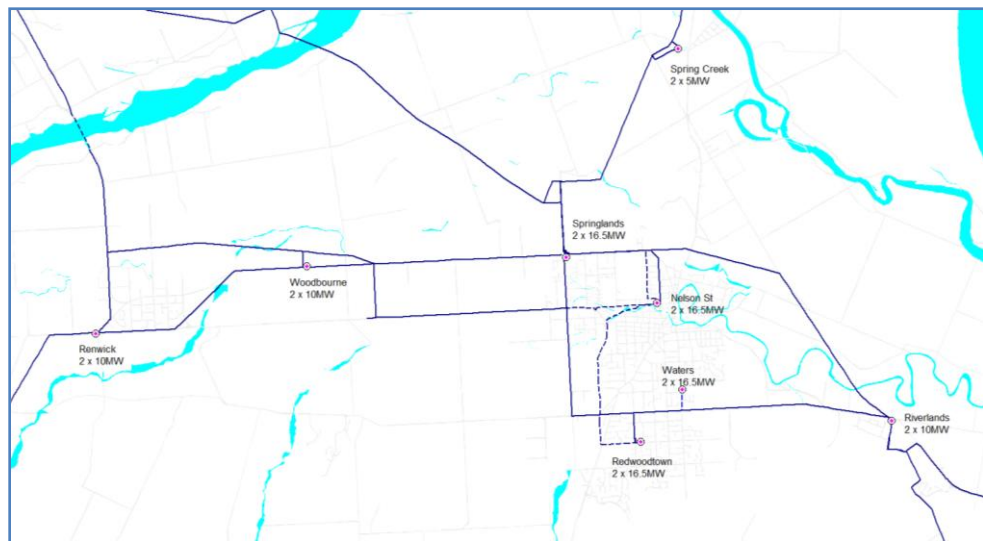 Spring Creek
2 x 5MW
Springlands
2 x 16.5MW
Woodbourne
2 x 10MW
Nelson St
2 x 16.5MW
Renwick
2 x 10MW
Waters
2 x 16.5MW
Riverlands
2 x 10MW
Redwoodtown
2 x 16.5MW